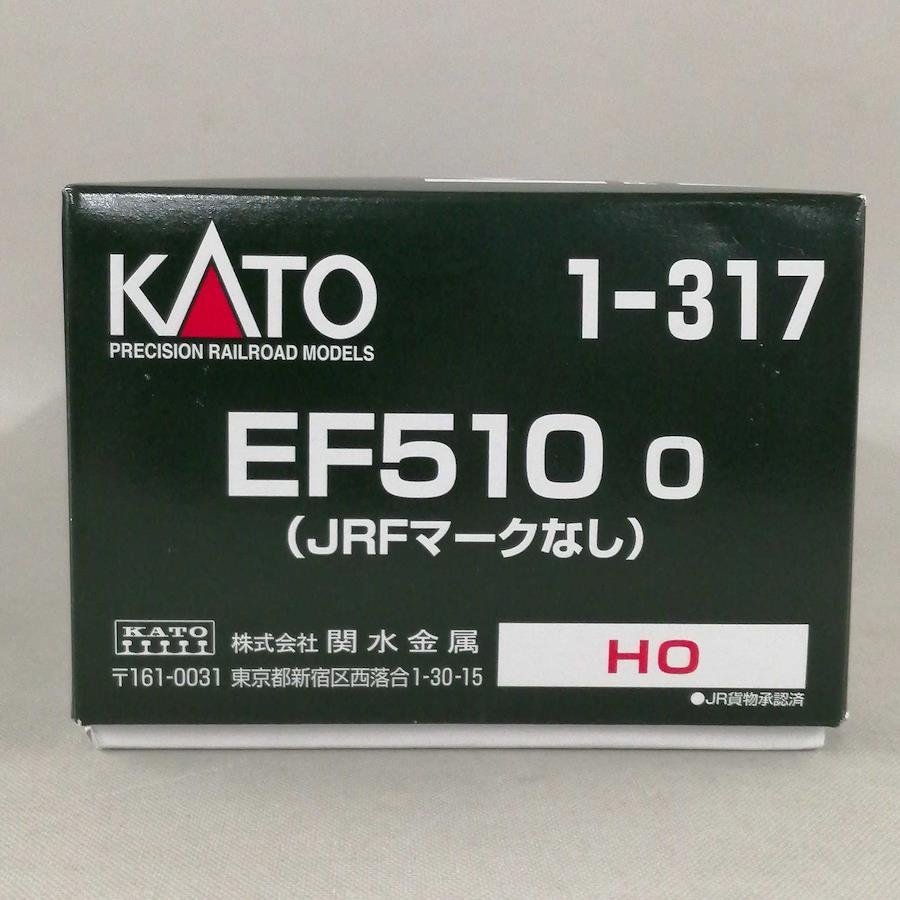 KATO 1-317
PRECISION RAILROAD MODELS
EF510 0
(JRFマークなし)
KATO 株式会社 関水金属
〒161-0031 東京都新宿区西落合1-30-15
HO
●JR貨物承認済